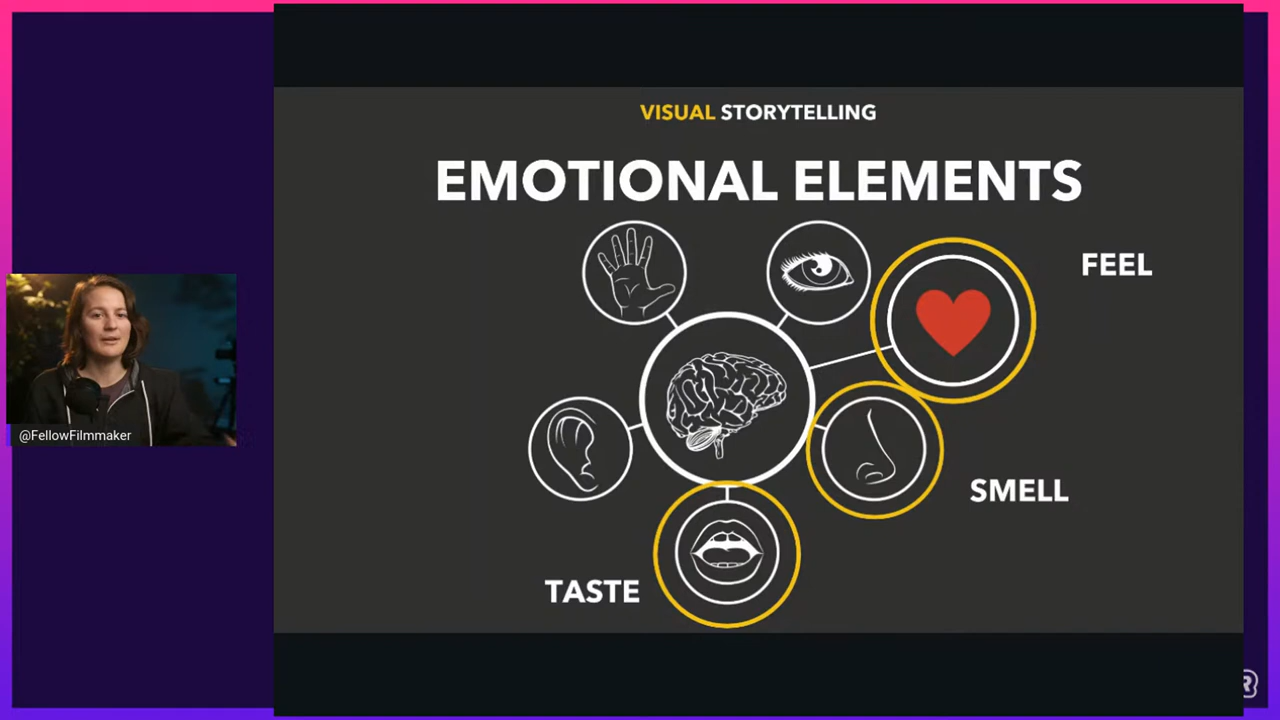 VISUAL STORYTELLING
EMOTIONAL ELEMENTS
FEEL
SMELL
TASTE
@FellowFilmmaker
R